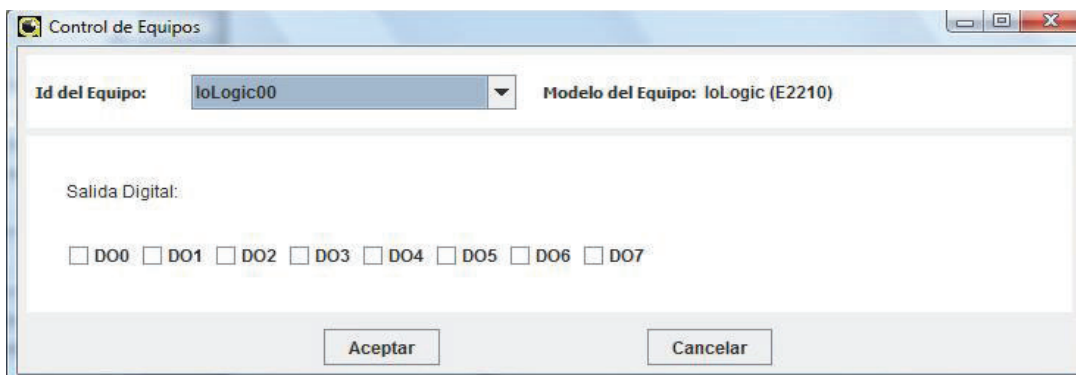 Control de Equipos
Id del Equipo: IoLogic00 Modelo del Equipo: IoLogic (E2210)
Salida Digital:
DO0 DO1 DO2 DO3 DO4 DO5 DO6 DO7
Aceptar Cancelar